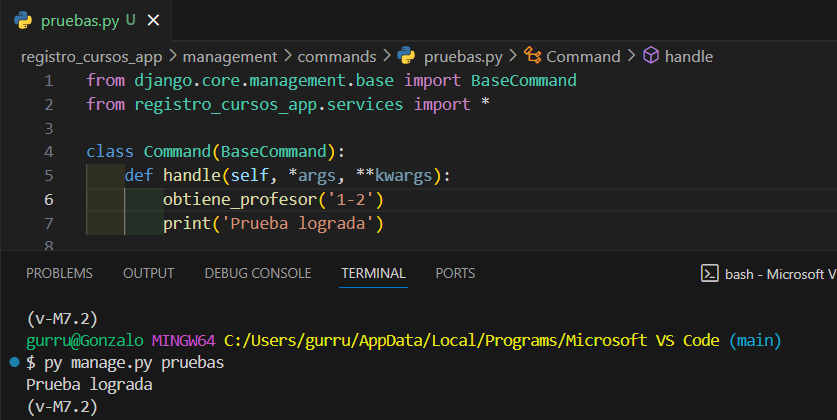 pruebas.py U
registro_cursos_app > management > commands > pruebas.py > Command > handle
1 from django.core.management.base import BaseCommand
2 from registro_cursos_app.services import *
3
4 class Command(BaseCommand):
5 def handle(self, *args, **kwargs):
6 obtiene_profesor('1-2')
7 print('Prueba lograda')
8
PROBLEMS OUTPUT DEBUG CONSOLE TERMINAL PORTS bash - Microsoft V
(v-M7.2)
gurru@Gonzalo MINGW64 C:/Users/gurru/AppData/Local/Programs/Microsoft VS Code (main)
$ py manage.py pruebas
Prueba lograda
(v-M7.2)